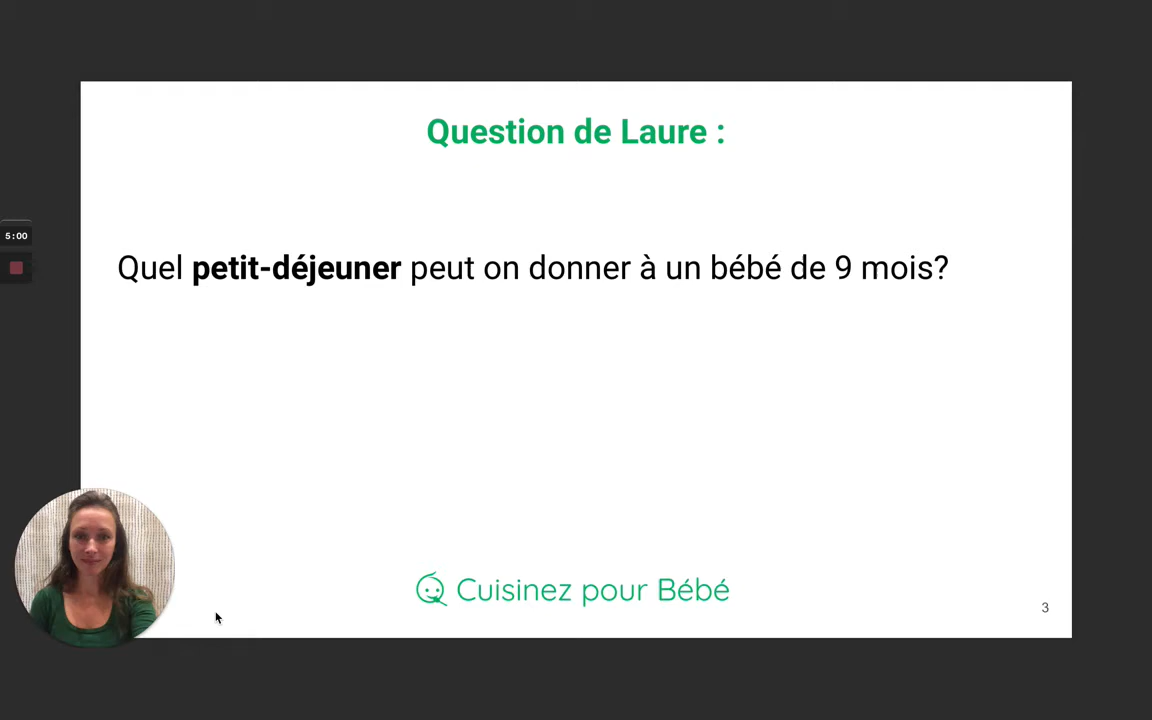 Question de Laure :
5:00
Quel petit-déjeuner peut on donner à un bébé de 9 mois?
Cuisinez pour Bébé
3